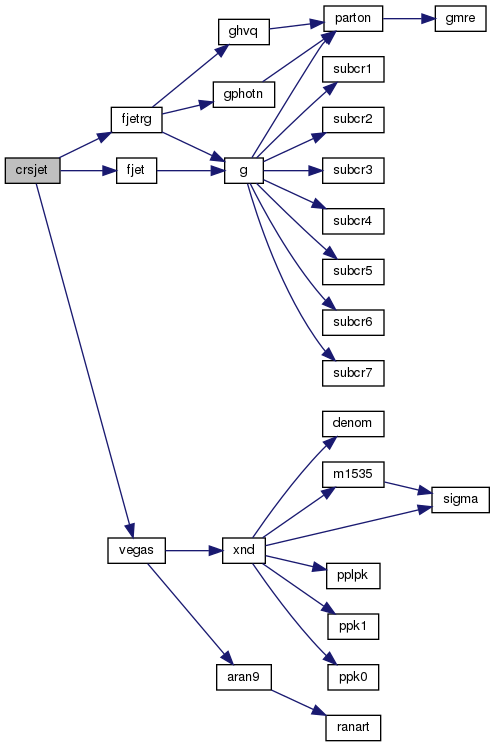 parton
gmre
ghvq
subcr1
gphotn
fjetrg
subcr2
crsjet
fjet
g
subcr3
subcr4
subcr5
subcr6
subcr7
denom
m1535
sigma
vegas
xnd
pplpk
ppk1
aran9
ppk0
ranart